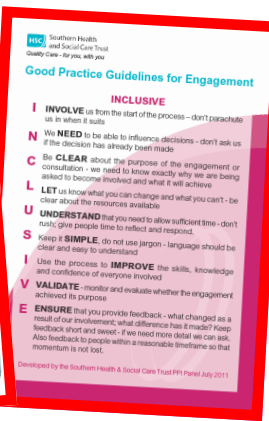 HSC Southern Health
and Social Care Trust
Quality Care - for you, with you
Good Practice Guidelines for Engagement
INCLUSIVE
I INVOLVE us from the start of the process – don't parachute
us in when it suits
N We NEED to be able to influence decisions - don't ask us
if the decision has already been made
C Be CLEAR about the purpose of the engagement or
consultation - we need to know exactly why we are being
asked to become involved and what it will achieve
L LET us know what you can change and what you can't - be
clear about the resources available
U UNDERSTAND that you need to allow sufficient time - don't
rush; give people time to reflect and respond.
S Keep it SIMPLE, do not use jargon - language should be
clear and easy to understand
I Use the process to IMPROVE the skills, knowledge
and confidence of everyone involved
V VALIDATE - monitor and evaluate whether the engagement
achieved its purpose
E ENSURE that you provide feedback - what changed as a
result of our involvement; what difference has it made? Keep
feedback short and sweet - if we need more detail we can ask.
Also feedback to people within a reasonable timeframe so that
momentum is not lost.
Developed by the Southern Health & Social Care Trust PPI Panel July 2011